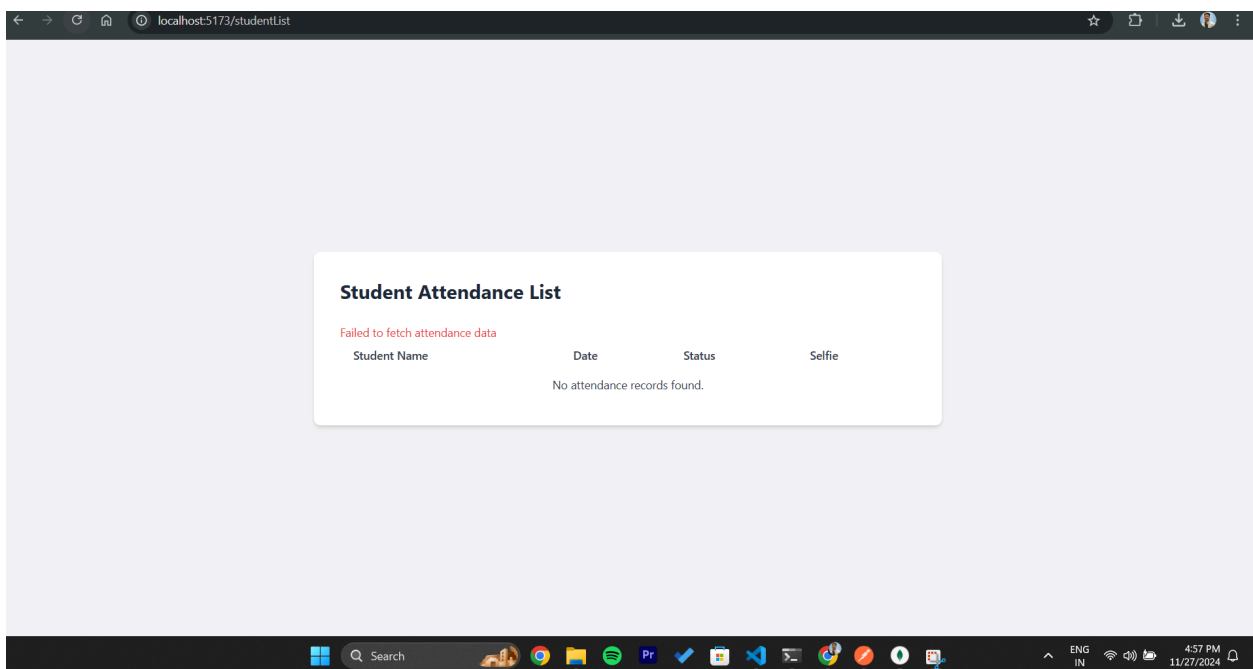 localhost:5173/studentList
Student Attendance List
Failed to fetch attendance data
Student Name Date Status Selfie
No attendance records found.
Search
Pr
ENG
IN
4:57 PM
11/27/2024